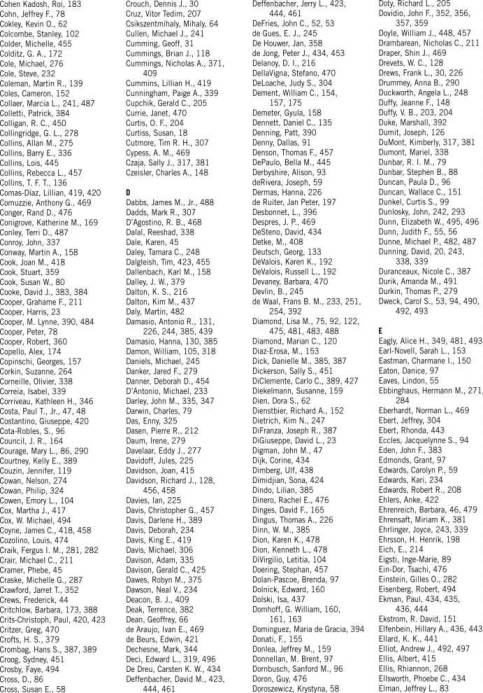 Cohen Kadosh, Roi, 183
Cohn, Jeffrey F., 78
Cokley, Kevin O., 62
Colcombe, Stanley, 102
Colder, Michelle, 455
Colditz, G. A., 172
Cole, Michael, 276
Cole, Steve, 232
Coleman, Martin R., 139
Coles, Cameron, 152
Collaer, Marcia L., 241, 487
Colletti, Patrick, 384
Colligan, R. C., 450
Collingridge, G. L., 278
Collins, Allan M., 275
Collins, Barry E., 336
Collins, Lois, 445
Collins, Rebecca L., 457
Collins, T. F. T., 136
Comas-Diaz, Lillian, 419, 420
Comuzzie, Anthony G., 469
Conger, Rand D., 476
Conigrave, Katherine M., 169
Conley, Terri D., 487
Conroy, John, 337
Conway, Martin A., 158
Cook, Joan M., 418
Cook, Stuart, 359
Cook, Susan W., 80
Cooke, David J., 383, 384
Cooper, Grahame F., 211
Cooper, Harris, 23
Cooper, M. Lynne, 390, 484
Cooper, Peter, 78
Cooper, Robert, 360
Copello, Alex, 174
Copinschi, Georges, 157
Corkin, Suzanne, 264
Corneille, Olivier, 338
Correia, Isabel, 339
Corriveau, Kathleen H., 346
Costa, Paul T., Jr., 47, 48
Costantino, Giuseppe, 420
Cota-Robles, S., 96
Council, J. R., 164
Courage, Mary L., 86, 290
Courtney, Kelly E., 389
Couzin, Jennifer, 119
Cowan, Nelson, 274
Cowan, Philip, 324
Cowen, Emory L., 104
Cox, Martha J., 417
Cox, W. Michael, 494
Coyne, James C., 418, 458
Cozolino, Louis, 474
Craik, Fergus I. M., 281, 282
Crair, Michael C., 211
Cramer, Phebe, 45
Craske, Michelle G., 287
Crawford, Jarret T., 352
Crews, Frederick, 44
Critchlow, Barbara, 173, 388
Crits-Christoph, Paul, 420, 423
Critzer, Greg, 470
Crofts, H. S., 379
Crombag, Hans S., 387, 389
Croog, Sydney, 451
Crosby, Faye, 494
Cross, D., 86
Cross, Susan E., 58
Crouch, Dennis J., 30
Cruz, Vitor Tedim, 207
Csikszentmihaly, Mihaly, 64
Cullen, Michael J., 241
Cumming, Geoff, 31
Cummings, Brian J., 118
Cummings, Nicholas A., 371,
409
Cummins, Lillian H., 419
Cunningham, Paige A., 339
Cupchik, Gerald C., 205
Currie, Janet, 470
Curtis, O. F., 204
Curtiss, Susan, 18
Cutmore, Tim R. H., 307
Cypess, A. M., 469
Czaja, Sally J., 317, 381
Czeisler, Charles A., 148
D
Dabbs, James M., Jr., 488
Dadds, Mark R., 307
D'Agostino, R. B., 468
Dalal, Reeshad, 338
Dale, Karen, 45
Daley, Tamara C., 248
Dalgleish, Tim, 423, 455
Dallenbach, Karl M., 158
Dalley, J. W., 379
Dalton, K. S., 216
Dalton, Kim M., 437
Daly, Martin, 482
Damasio, Antonio R., 131,
226, 244, 385, 439
Damasio, Hanna, 130, 385
Damon, William, 105, 318
Daniels, Michael, 245
Danker, Jared F., 279
Danner, Deborah D., 454
D'Antonio, Michael, 233
Darley, John M., 335, 347
Darwin, Charles, 79
Das, Enny, 325
Dasen, Pierre R., 212
Daum, Irene, 279
Davelaar, Eddy J., 277
Davidoff, Jules, 225
Davidson, Joan, 415
Davidson, Richard J., 128,
456, 458
Davies, Ian, 225
Davis, Christopher G., 457
Davis, Darlene H., 389
Davis, Deborah, 234
Davis, King E., 419
Davis, Michael, 306
Davison, Adam, 335
Davison, Gerald C., 425
Dawes, Robyn M., 375
Dawson, Neal V., 234
Deacon, B. J., 409
Deak, Terrence, 382
Dean, Geoffrey, 66
de Araujo, Ivan E., 469
de Beurs, Edwin, 421
Dechesne, Mark, 344
Deci, Edward L., 319, 496
De Dreu, Carsten K. W., 434
Deffenbacher, David M., 423,
444, 461
Deffenbacher, Jerry L., 423,
444, 461
DeFries, John C., 52, 53
de Gues, E. J., 245
De Houwer, Jan, 358
de Jong, Peter J., 434, 453
Delanoy, D. I., 216
DellaVigna, Stefano, 470
DeLoache, Judy S., 304
Dement, William C., 154,
157, 175
Demeter, Gyula, 158
Dennett, Daniel C., 135
Denning, Patt, 390
Denny, Dallas, 91
Denson, Thomas F., 457
DePaulo, Bella M., 445
Derbyshire, Alison, 93
deRivera, Joseph, 59
Dermas, Hanna, 226
de Ruiter, Jan Peter, 197
Desbonnet, L., 396
Despres, J. P., 469
DeSteno, David, 434
Detke, M., 408
Deutsch, Georg, 133
DeValois, Karen K., 192
DeValois, Russell L., 192
Devaney, Barbara, 470
Devlin, B., 245
de Waal, Frans B. M., 233, 251,
254, 392
Diamond, Lisa M., 75, 92, 122,
475, 481, 483, 488
Diamond, Marian C., 120
Diaz-Erosa, M., 153
Dick, Danielle M., 385, 387
Dickerson, Sally S., 451
DiClemente, Carlo C., 389, 427
Diekelmann, Susanne, 159
Dien, Dora S., 62
Dienstbier, Richard A., 152
Dietrich, Kim N., 247
DiFranza, Joseph R., 387
DiGiuseppe, David L., 23
Digman, John M., 47
Dijk, Corine, 434
Dimberg, Ulf, 438
Dimidjian, Sona, 424
Dindo, Lilian, 385
Dinero, Rachel E., 476
Dinges, David F., 165
Dingus, Thomas A., 226
Dinn, W. M., 385
Dion, Karen K., 478
Dion, Kenneth L., 478
DiVirgilio, Letitia, 104
Doering, Stephan, 457
Dolan-Pascoe, Brenda, 97
Dolnick, Edward, 160
Dolski, Isa, 437
Domhoff, G. William, 160,
161, 163
Dominguez, Maria de Gracia, 394
Donati, F., 155
Donlea, Jeffrey M., 159
Donnellan, M. Brent, 97
Dornbusch, Sanford M., 96
Doron, Guy, 476
Doroszewicz, Krystyna, 58
Doty, Richard L., 205
Dovidio, John F., 352, 356,
357, 359
Doyle, William J., 448, 457
Drambarean, Nicholas C., 211
Draper, Shin J., 469
Drevets, W. C., 128
Drews, Frank L., 30, 226
Drummey, Anna B., 290
Duckworth, Angela L., 248
Duffy, Jeanne F., 148
Duffy, V. B., 203, 204
Duke, Marshall, 392
Dumit, Joseph, 126
DuMont, Kimberly, 317, 381
Dumont, Mariel, 338
Dunbar, R. I. M., 79
Dunbar, Stephen B., 88
Duncan, Paula D., 96
Duncan, Wallace C., 151
Dunkel, Curtis S., 99
Dunlosky, John, 242, 293
Dunn, Elizabeth W., 495, 496
Dunn, Judith F., 55, 56
Dunne, Michael P., 482, 487
Dunning, David, 20, 243,
338, 339
Duranceaux, Nicole C., 387
Durik, Amanda M., 491
Durkin, Thomas P., 279
Dweck, Carol S., 53, 94, 490,
492, 493
E
Eagly, Alice H., 349, 481, 493
Earl-Novell, Sarah L., 153
Eastman, Charmane I., 150
Eaton, Danice, 97
Eaves, Lindon, 55
Ebbinghaus, Hermann M., 271,
284
Eberhardt, Norman L., 469
Ebert, Jeffrey, 304
Ebert, Rhonda, 443
Eccles, Jacquelynne S., 94
Eden, John F., 383
Edmonds, Grant, 97
Edwards, Carolyn P., 59
Edwards, Kari, 234
Edwards, Robert R., 208
Ehlers, Anke, 422
Ehrenreich, Barbara, 46, 479
Ehrensaft, Miriam K., 381
Ehrlinger, Joyce, 243, 339
Ehrsson, H. Henrik, 198
Eich, E., 214
Eigsti, Inge-Marie, 89
Ein-Dor, Tsachi, 476
Einstein, Gilles O., 282
Eisenberg, Robert, 494
Ekman, Paul, 434, 435,
436, 444
Ekstrom, R. David, 151
Elfenbein, Hillary A., 436, 443
Ellard, K. K., 441
Elliot, Andrew J., 492, 497
Ellis, Albert, 415
Ellis, Rhiannon, 268
Ellsworth, Phoebe C., 434
Elman, Jeffrey L., 83